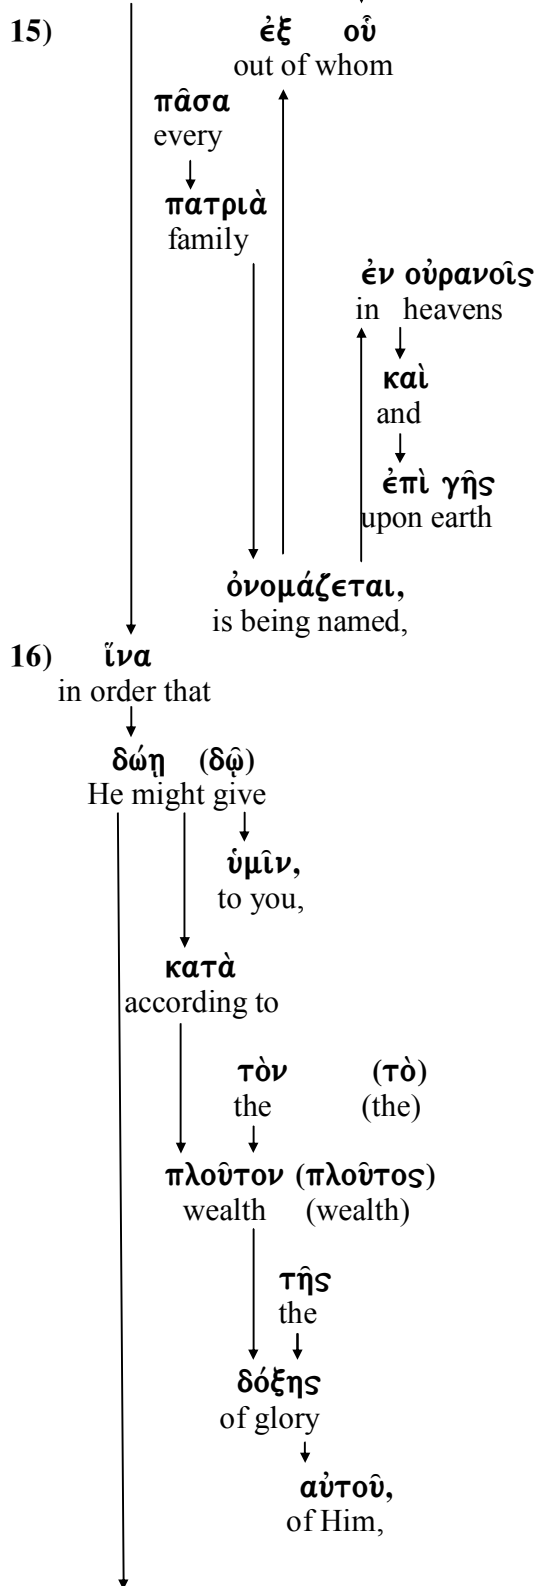 15) ἐξ οὗ
out of whom
πᾶσα
every
πατριὰ
family
ἐν οὐρανοῖς
in heavens
καὶ
and
ἐπὶ γῆς
upon earth
ὀνομάζεται,
is being named,
16) ἵνα
in order that
δώῃ (δῷ)
He might give
ὑμῖν,
to you,
κατὰ
according to
τὸν (τὸ)
the (the)
πλοῦτον (πλοῦτος)
wealth (wealth)
τῆς
the
δόξης
of glory
αὐτοῦ,
of Him,